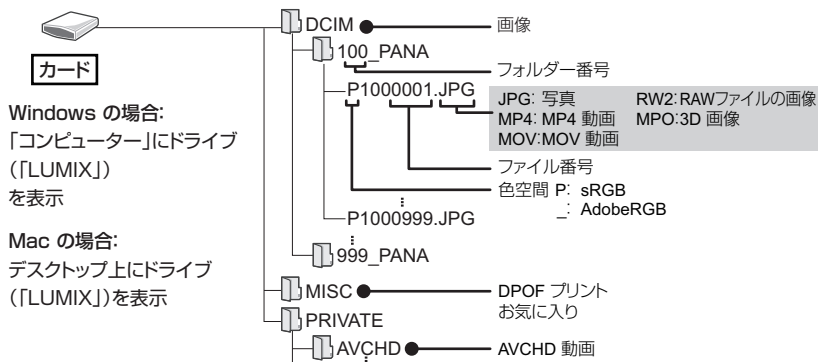 カード
Windows の場合:
「コンピューター」にドライブ
（「LUMIX」）
を表示
Mac の場合:
デスクトップ上にドライブ
（「LUMIX」）を表示
DCIM
画像
100_PANA
フォルダー番号
P1000001.JPG
JPG: 写真
RW2:RAWファイルの画像
MP4: MP4 動画
MPO:3D 画像
MOV:MOV 動画
ファイル番号
色空間 P: sRGB
_: AdobeRGB
P1000999.JPG
999_PANA
MISC
DPOF プリント
お気に入り
PRIVATE
AVCHD
AVCHD 動画